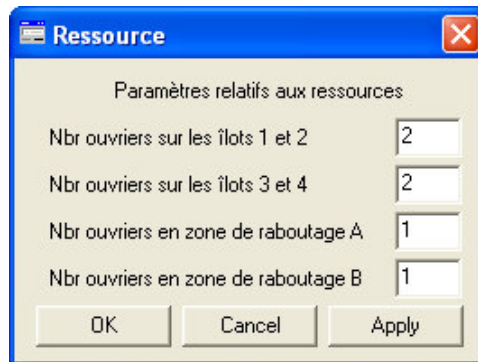 Ressource
Paramètres relatifs aux ressources
Nbr ouvriers sur les îlots 1 et 2 2
Nbr ouvriers sur les îlots 3 et 4 2
Nbr ouvriers en zone de raboutage A 1
Nbr ouvriers en zone de raboutage B 1
OK Cancel Apply